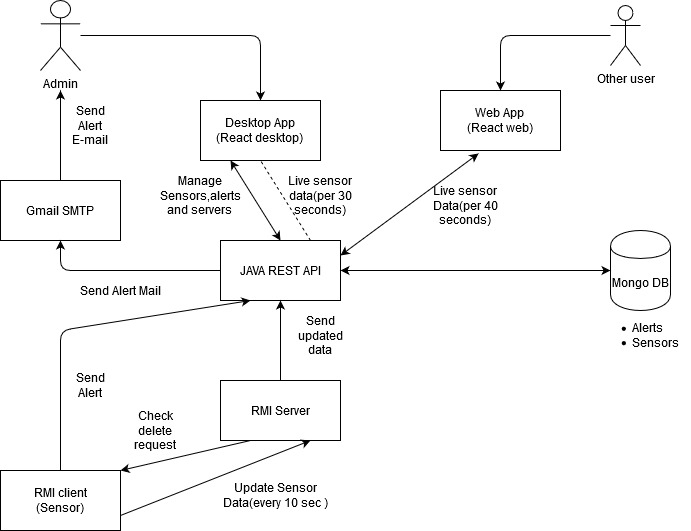 Admin
Other user
Send
Alert
E-mail
Desktop App
(React desktop)
Web App
(React web)
Manage
Sensors,alerts
and servers
Live sensor
data(per 30
seconds)
Live sensor
Data(per 40
seconds)
Gmail SMTP
JAVA REST API
Mongo DB
Send Alert Mail
Alerts
Sensors
Send
updated
data
Send
Alert
RMI Server
Check
delete
request
RMI client
(Sensor)
Update Sensor
Data(every 10 sec )